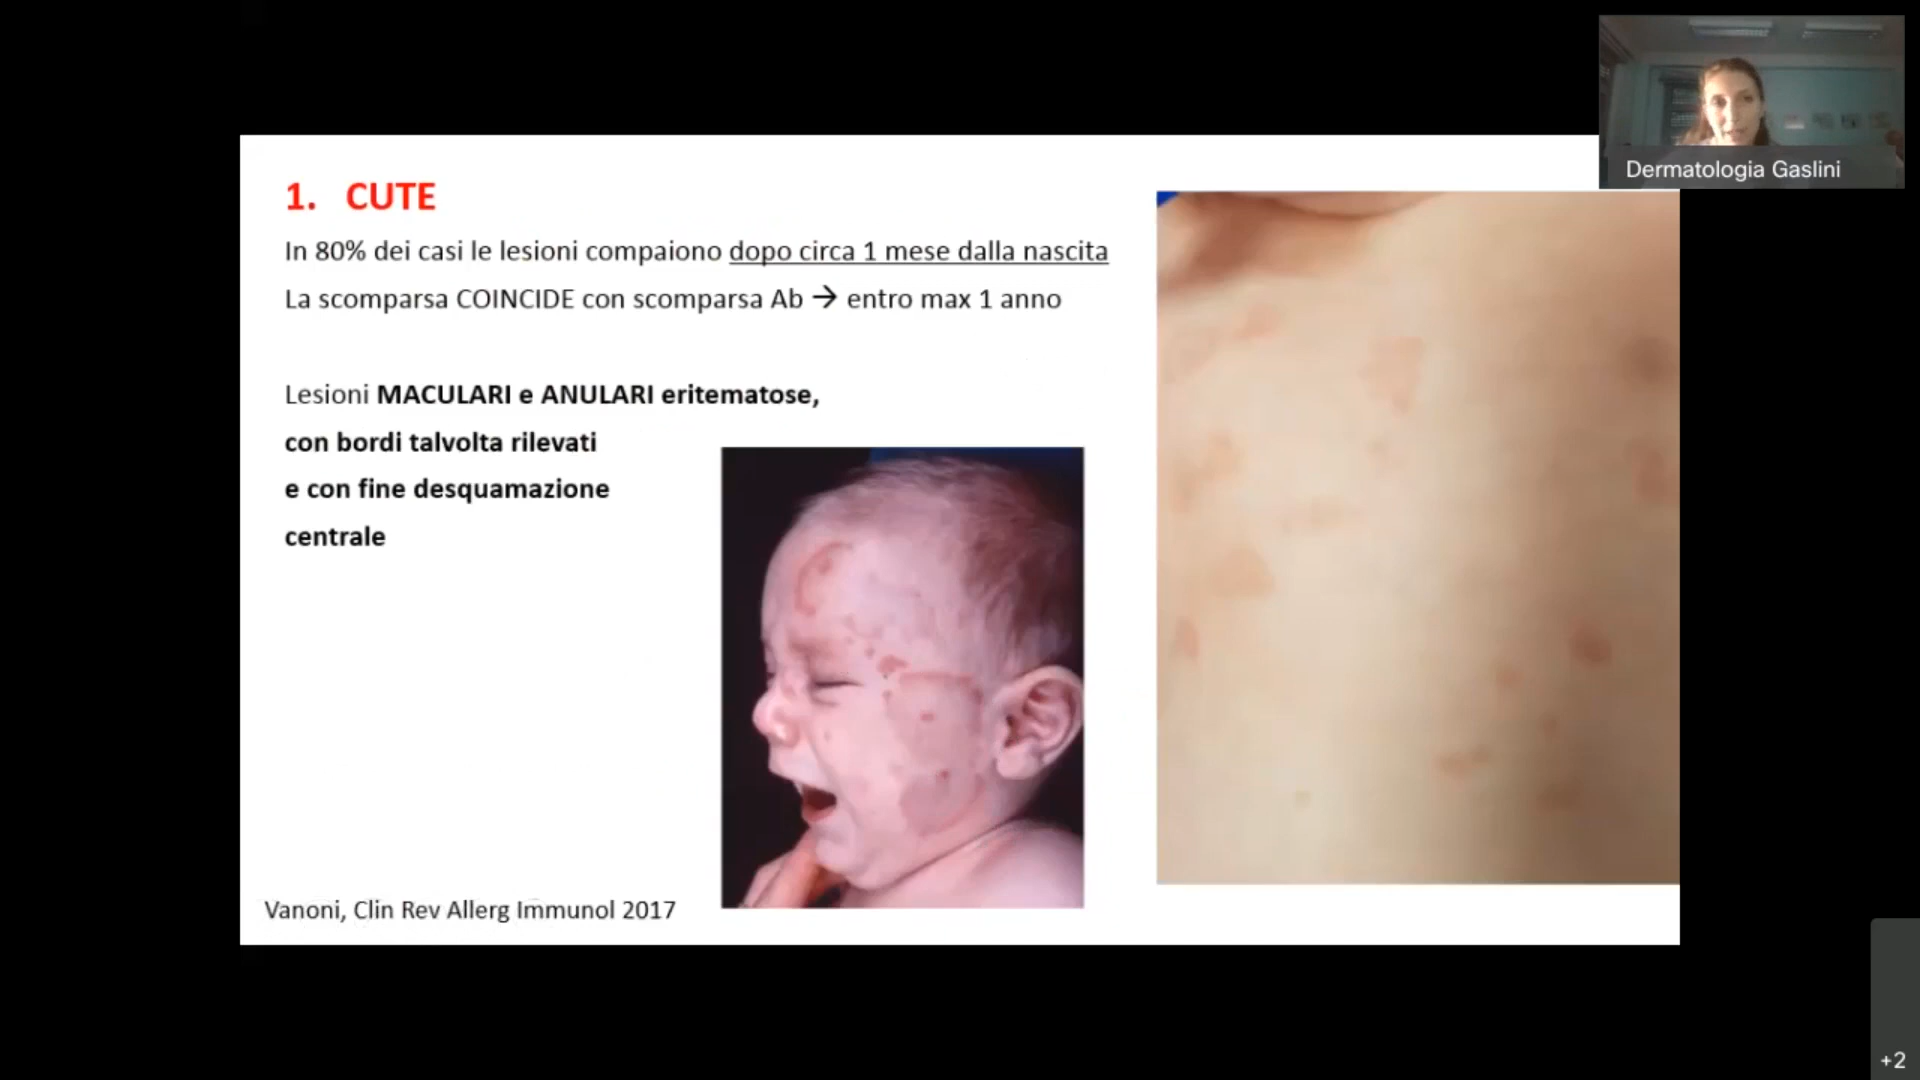 Dermatologia Gaslini
1. CUTE
In 80% dei casi le lesioni compaiono dopo circa 1 mese dalla nascita
La scomparsa COINCIDE con scomparsa Ab → entro max 1 anno
Lesioni MACULARI e ANULARI eritematose,
con bordi talvolta rilevati
e con fine desquamazione
centrale
Vanoni, Clin Rev Allerg Immunol 2017
+2